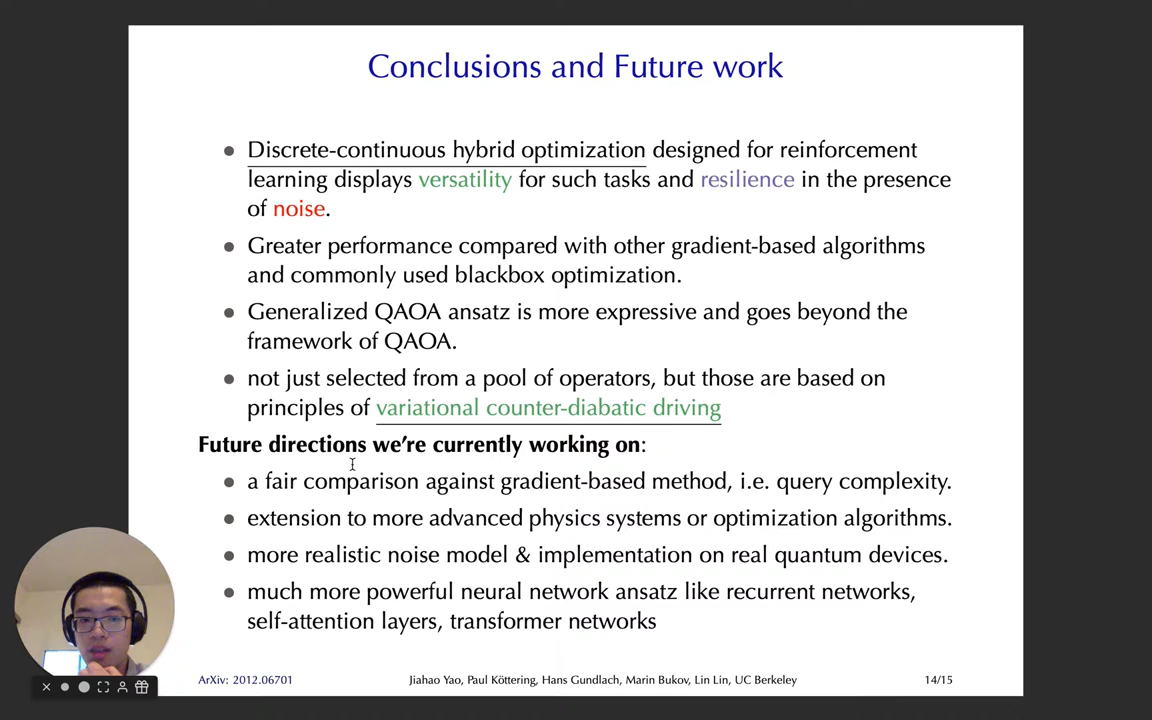 Conclusions and Future work
Discrete-continuous hybrid optimization designed for reinforcement
learning displays versatility for such tasks and resilience in the presence
of noise.
Greater performance compared with other gradient-based algorithms
and commonly used blackbox optimization.
Generalized QAOA ansatz is more expressive and goes beyond the
framework of QAOA.
not just selected from a pool of operators, but those are based on
principles of variational counter-diabatic driving
Future directions we're currently working on:
a fair comparison against gradient-based method, i.e. query complexity.
extension to more advanced physics systems or optimization algorithms.
more realistic noise model & implementation on real quantum devices.
much more powerful neural network ansatz like recurrent networks,
self-attention layers, transformer networks
ArXiv: 2012.06701 Jiahao Yao, Paul Köttering, Hans Gundlach, Marin Bukov, Lin Lin, UC Berkeley 14/15